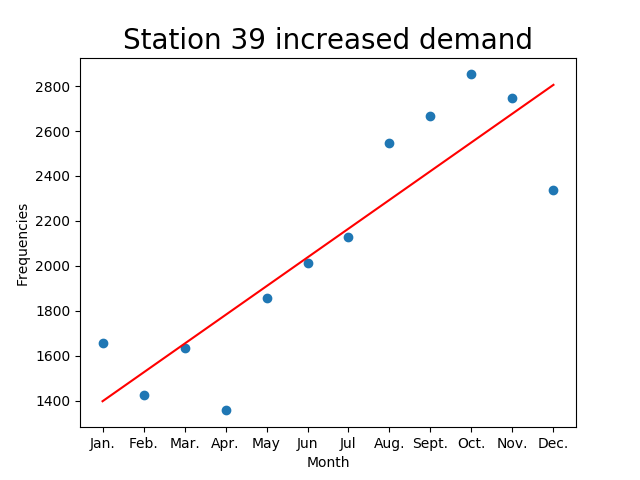 Station 39 increased demand
2800
2600
2400
2200
2000
1800
1600
1400
Frequencies
Jan. Feb. Mar. Apr. May Jun Jul Aug. Sept. Oct. Nov. Dec.
Month